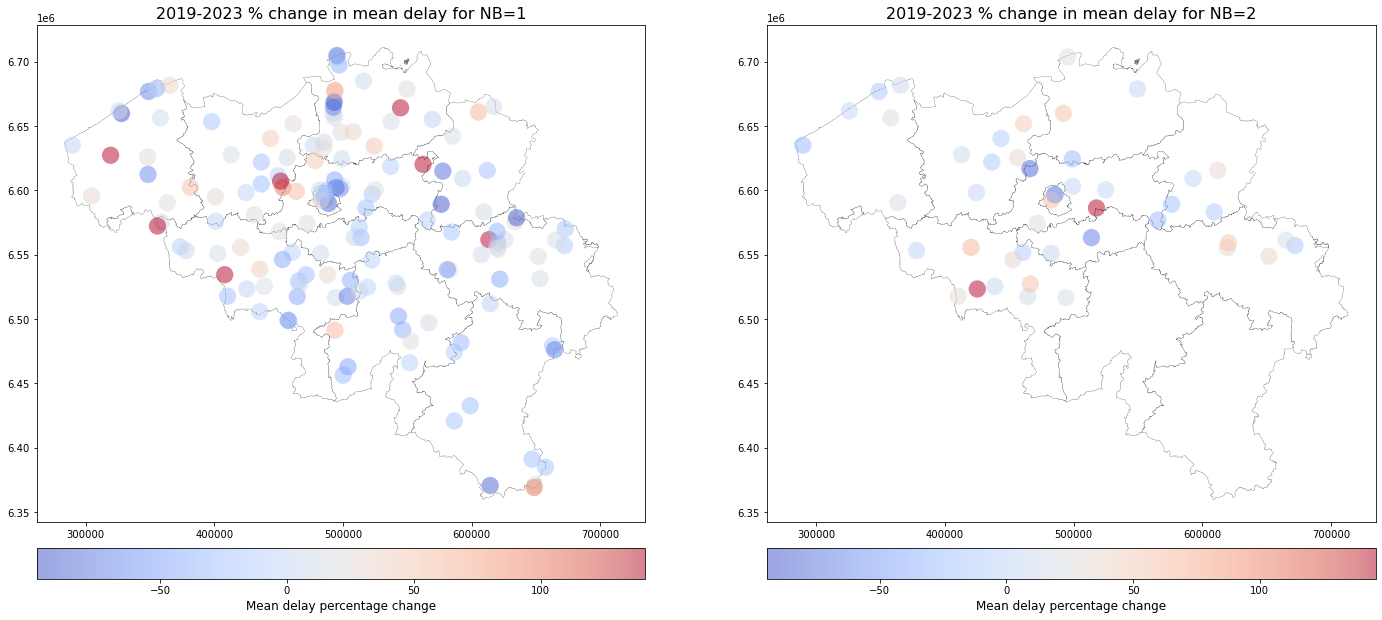 2019-2023 % change in mean delay for NB=1
1e6
6.70
6.65
6.60
6.55
6.50
6.45
6.40
6.35
300000 400000 500000 600000 700000
−50 0 50 100
Mean delay percentage change
2019-2023 % change in mean delay for NB=2
1e6
6.70
6.65
6.60
6.55
6.50
6.45
6.40
6.35
300000 400000 500000 600000 700000
−50 0 50 100
Mean delay percentage change